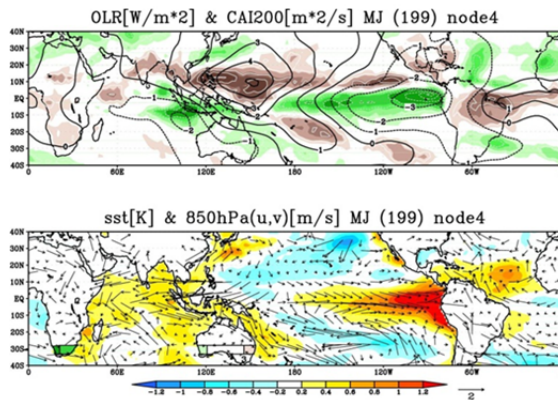 OLR[W/m*2] & CAI200[m*2/s] MJ (199) node4
40N
30N
20N
10N
EQ
10S
20S
30S
40S
60E 120E 180 120W 60W
sst[K] & 850hPa(u,v)[m/s] MJ (199) node4
40N
30N
20N
10N
EQ
10S
20S
30S
40S
60E 120E 180 120W 60W
-1.2 -1 -0.8 -0.6 -0.4 -0.2 0.2 0.4 0.6 0.8 1 1.2
2